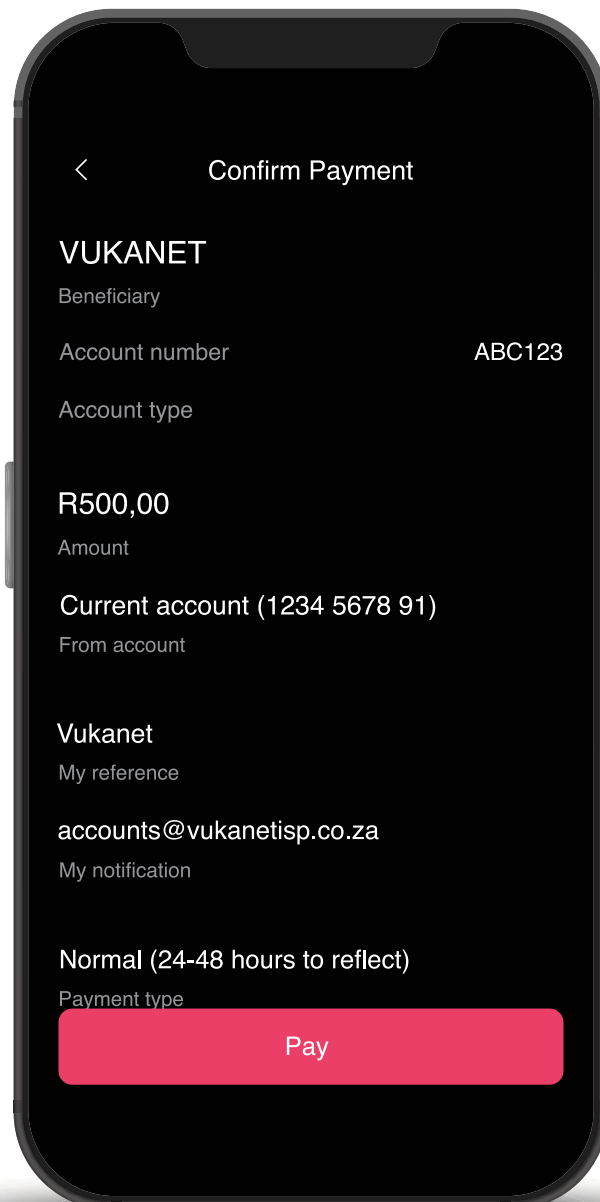 Confirm Payment
VUKANET
Beneficiary
Account number ABC123
Account type
R500,00
Amount
Current account (1234 5678 91)
From account
Vukanet
My reference
accounts@vukanetisp.co.za
My notification
Normal (24-48 hours to reflect)
Payment type
Pay